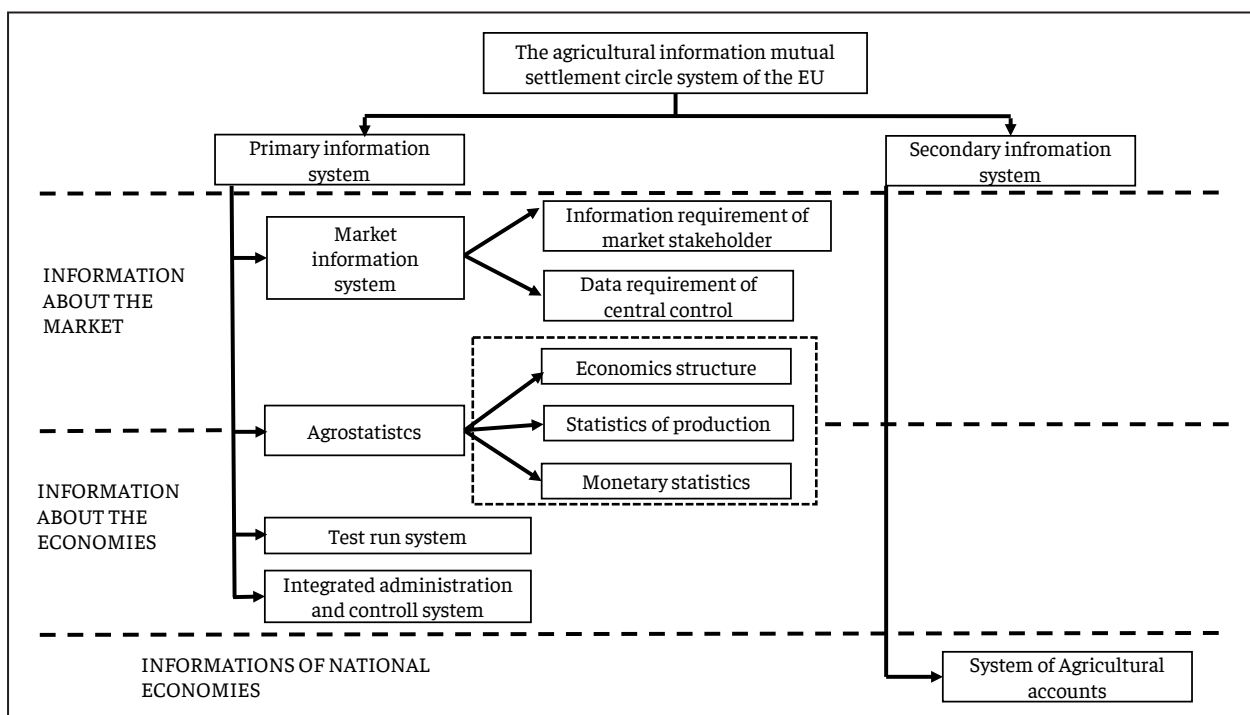 The agricultural information mutual
settlement circle system of the EU
Primary information
system
Secondary infromation
system
INFORMATION
ABOUT THE
MARKET
Market
information
system
Information requirement of
market stakeholder
Data requirement of
central control
Economics structure
Agrostatistcs
Statistics of production
Monetary statistics
INFORMATION
ABOUT THE
ECONOMIES
Test run system
Integrated administration
and controll system
INFORMATIONS OF NATIONAL
ECONOMIES
System of Agricultural
accounts